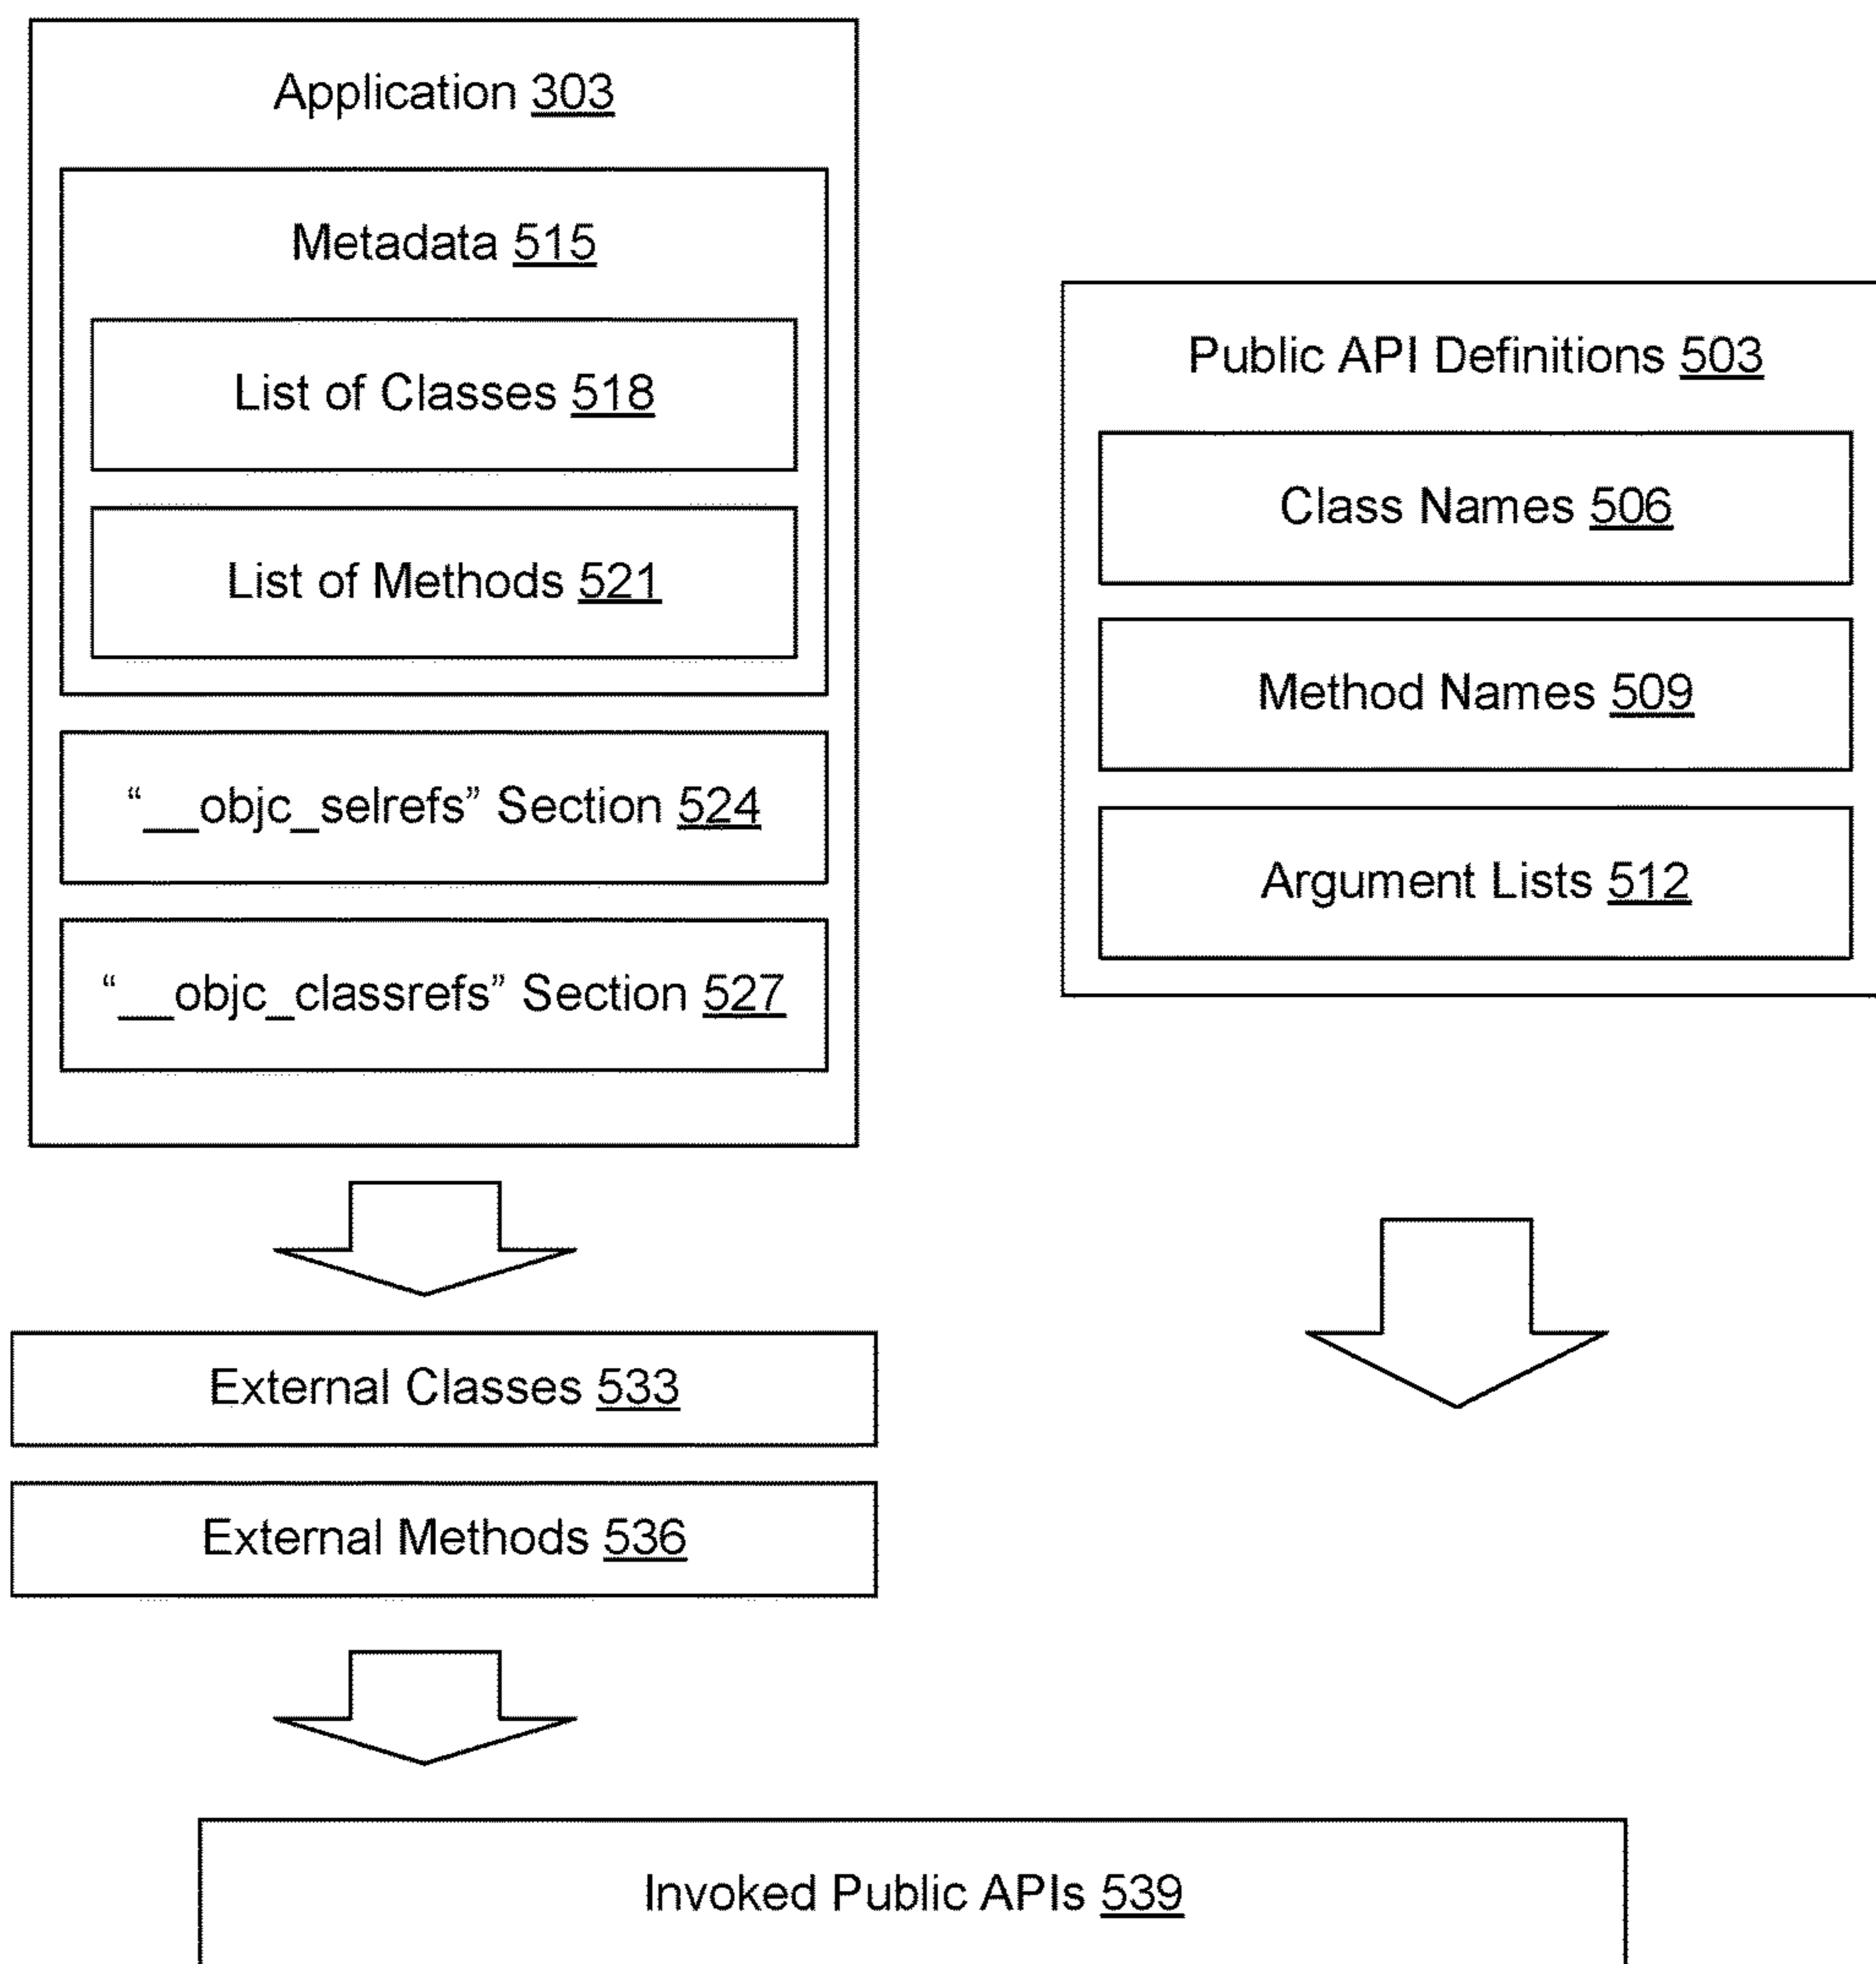 Application 303
Metadata 515
List of Classes 518
List of Methods 521
“__objc_selrefs” Section 524
“__objc_classrefs” Section 527
Public API Definitions 503
Class Names 506
Method Names 509
Argument Lists 512
External Classes 533
External Methods 536
Invoked Public APIs 539